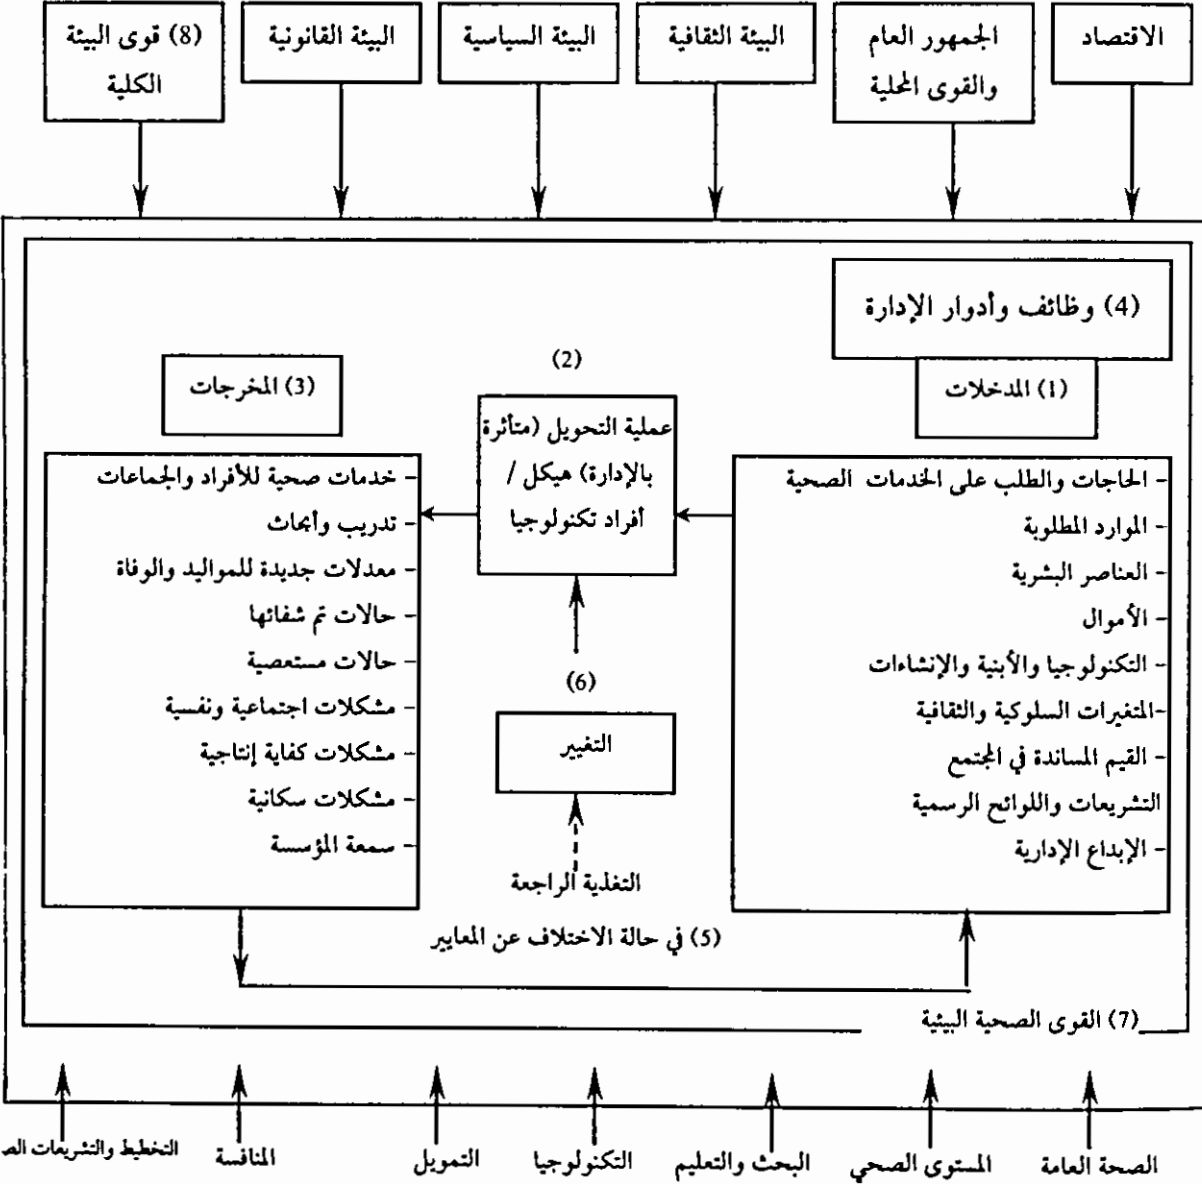 الاقتصاد
الجمهور العام
والقوى المحلية
البيئة الثقافية
البيئة السياسية
البيئة القانونية
(8) قوى البيئة
الكلية
(4) وظائف وأدوار الإدارة
(1) المدخلات
- الحاجات والطلب على الخدمات الصحية
- الموارد المطلوبة
- العناصر البشرية
- الأموال
- التكنولوجيا والأبنية والإنشاءات
-المتغيرات السلوكية والثقافية
- القيم المساندة في المجتمع
التشريعات واللوائح الرسمية
- الإبداع الإدارية
(2)
عملية التحويل (متأثرة
بالإدارة) هيكل /
أفراد تكنولوجيا
(6)
التغيير
التغذية الراجعة
(5) في حالة الاختلاف عن المعايير
(3) المخرجات
- خدمات صحية للأفراد والجماعات
- تدريب وأبحاث
- معدلات جديدة للمواليد والوفاة
- حالات تم شفائها
- حالات مستعصية
- مشكلات اجتماعية ونفسية
- مشكلات كفاية إنتاجية
- مشكلات سكانية
- سمعة المؤسسة
(7) القوى الصحية البيئية
الصحة العامة
المستوى الصحي
البحث والتعليم
التكنولوجيا
التمويل
المنافسة
التخطيط والتشريعات